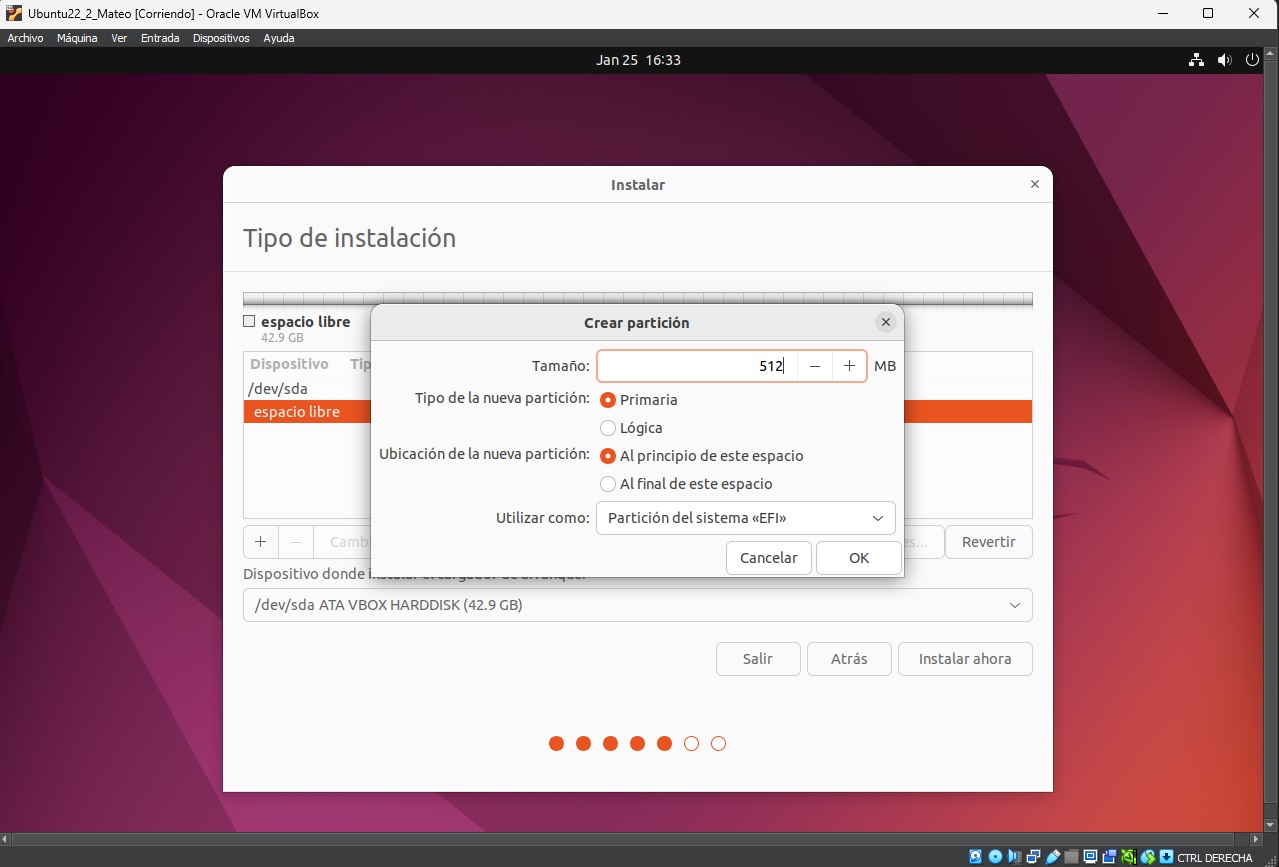 Ubuntu22_2_Mateo [Corriendo] - Oracle VM VirtualBox
Archivo Máquina Ver Entrada Dispositivos Ayuda
Jan 25 16:33
Instalar
Tipo de instalación
espacio libre
42.9 GB
Dispositivo Tip
/dev/sda
espacio libre
Crear partición
Tamaño: 512 MB
Tipo de la nueva partición: Primaria
Lógica
Ubicación de la nueva partición: Al principio de este espacio
Al final de este espacio
Utilizar como: Partición del sistema «EFI»
Cancelar OK
+ − Camb es... Revertir
Dispositivo donde instalar el cargador de arranque:
/dev/sda ATA VBOX HARDDISK (42.9 GB)
Salir Atrás Instalar ahora
CTRL DERECHA